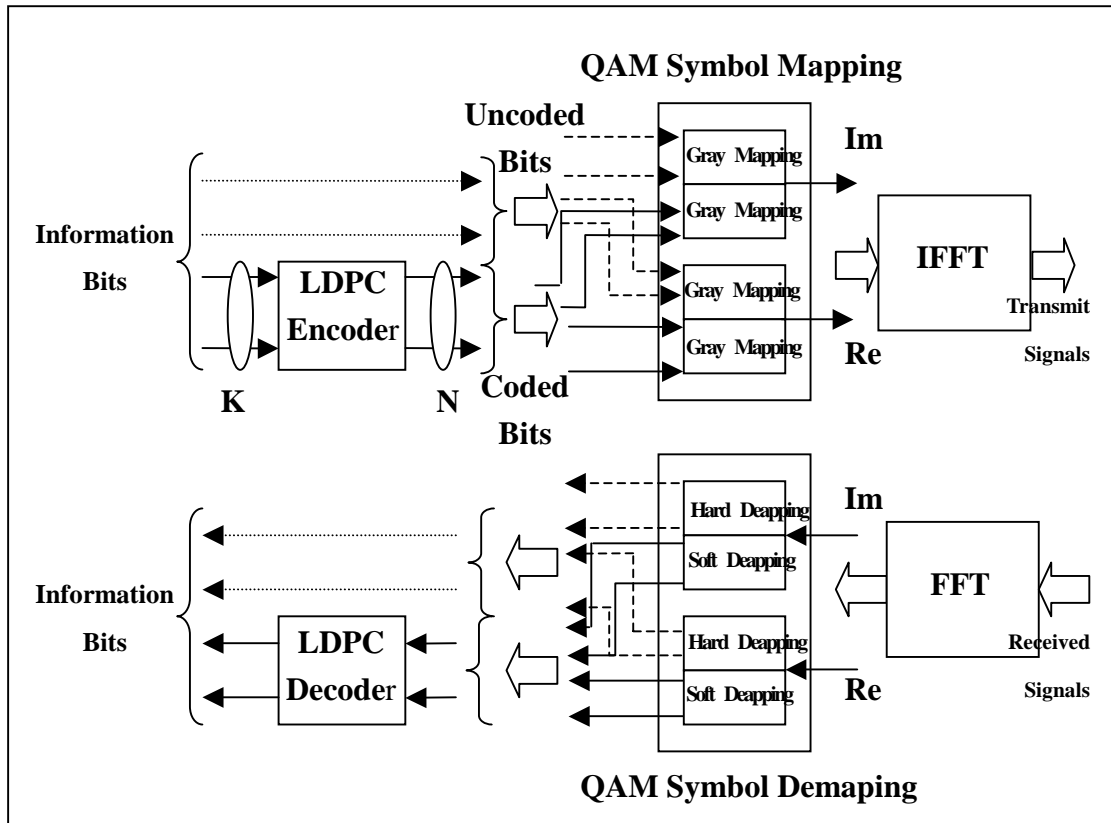 QAM Symbol Mapping
Uncoded
Bits
Im
Gray Mapping
Gray Mapping
Information
Bits
LDPC
Encoder
IFFT
Gray Mapping
Gray Mapping
Transmit
Signals
Re
K
N
Coded
Bits
Hard Deapping
Soft Deapping
Im
FFT
Information
Bits
LDPC
Decoder
Hard Deapping
Soft Deapping
Received
Signals
Re
QAM Symbol Demaping